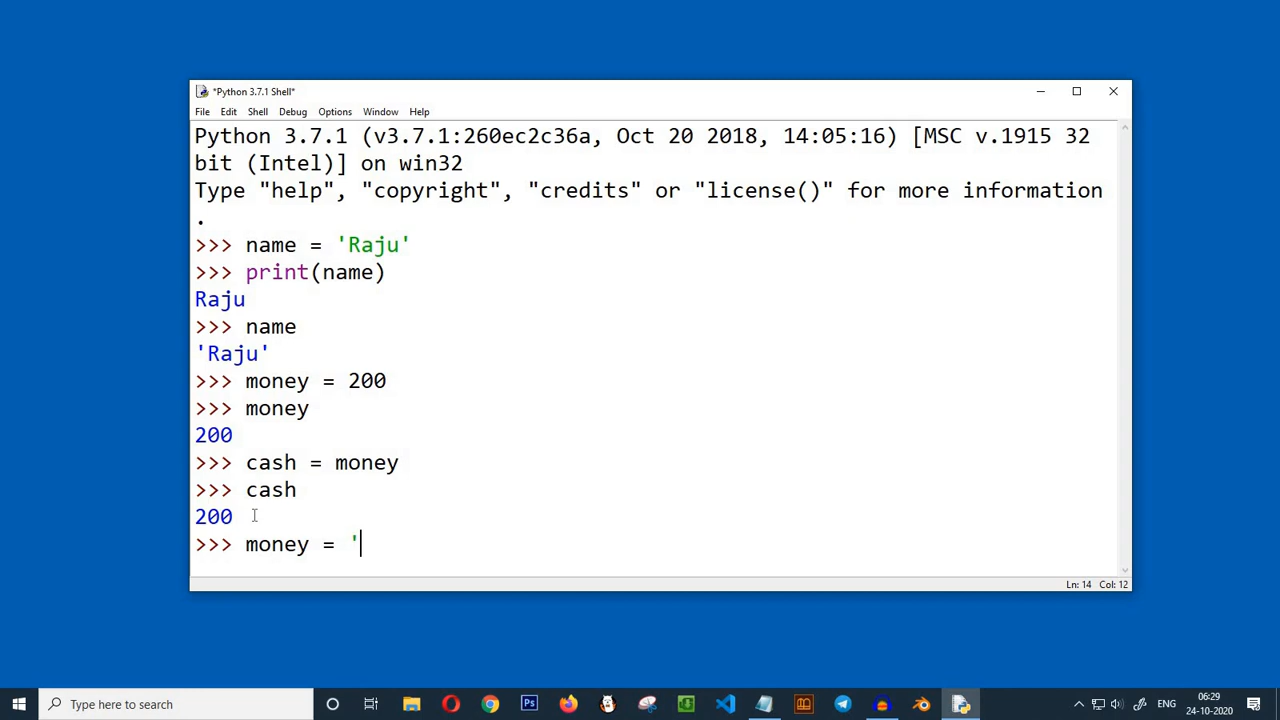 *Python 3.7.1 Shell*
File Edit Shell Debug Options Window Help
Python 3.7.1 (v3.7.1:260ec2c36a, Oct 20 2018, 14:05:16) [MSC v.1915 32
bit (Intel)] on win32
Type "help", "copyright", "credits" or "license()" for more information
.
>>> name = 'Raju'
>>> print(name)
Raju
>>> name
'Raju'
>>> money = 200
>>> money
200
>>> cash = money
>>> cash
200
>>> money = '
Ln: 14 Col: 12
Type here to search
Ps
ENG
06:29
24-10-2020